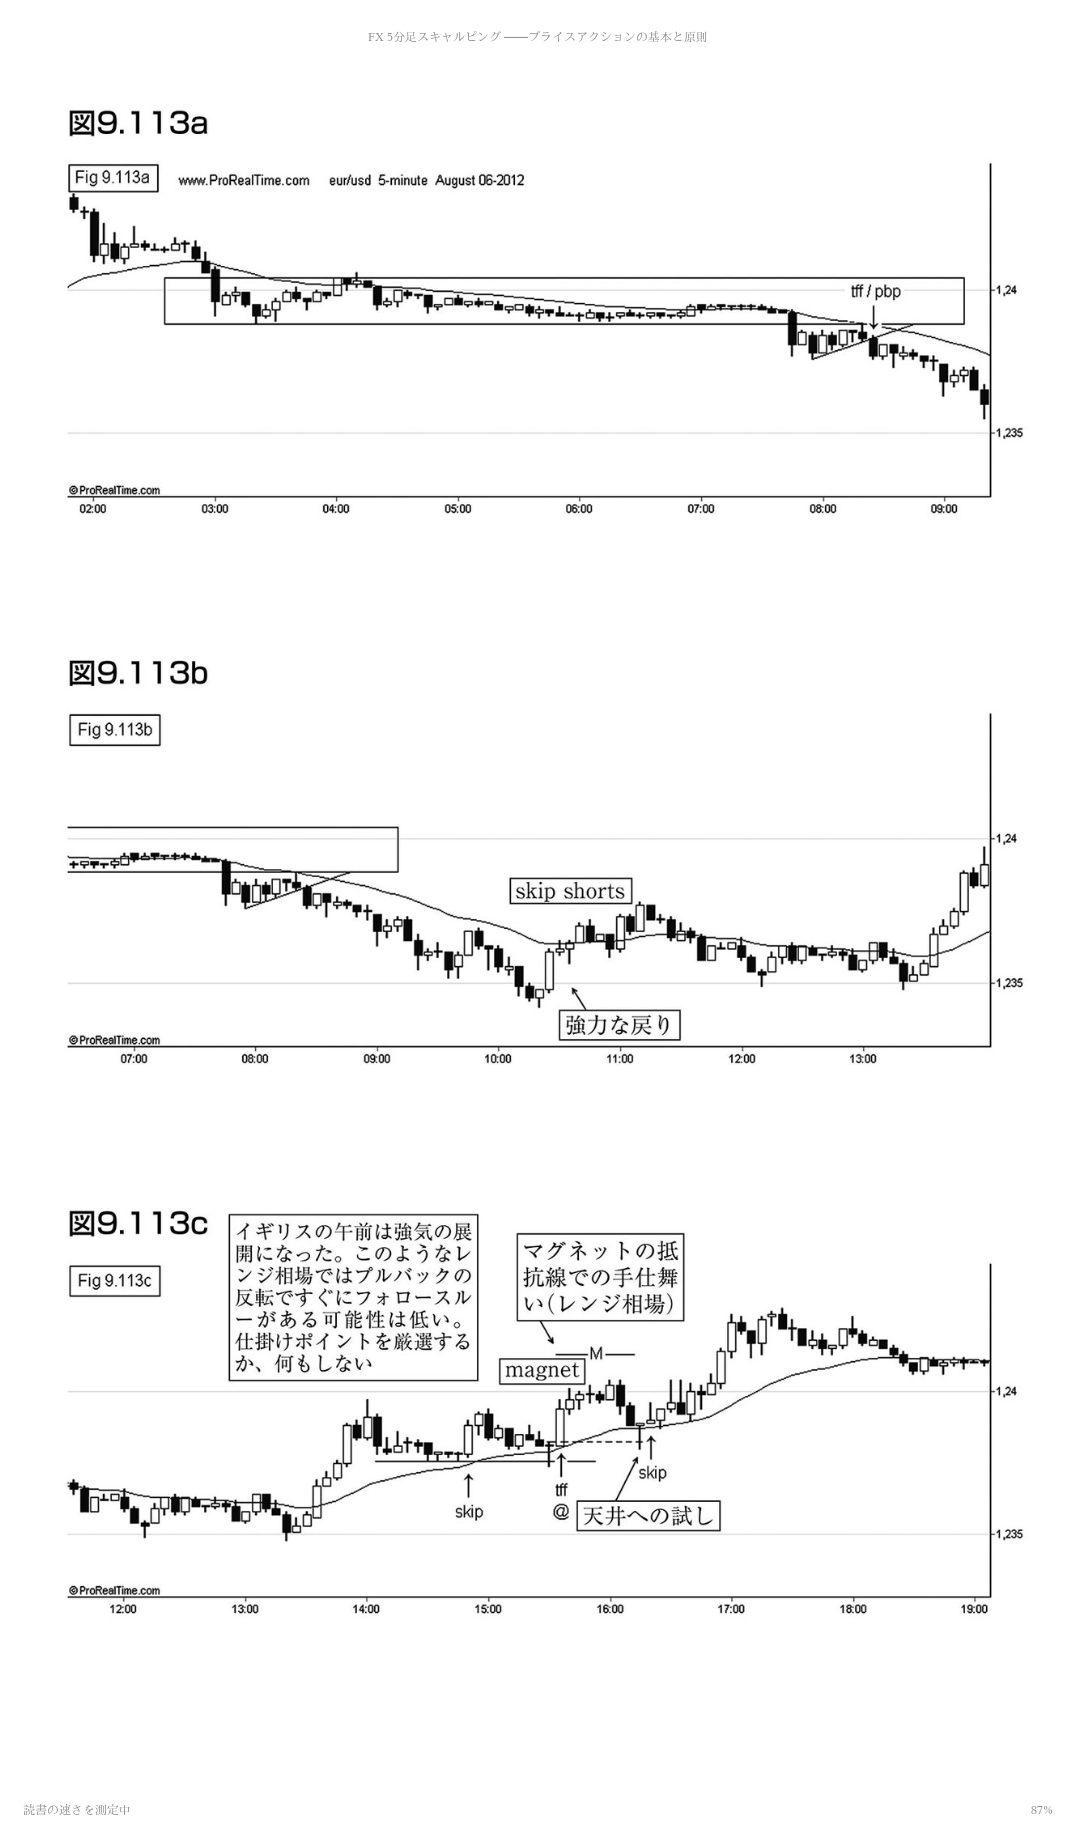 FX 5分足スキャルピング ――プライスアクションの基本と原則
図9.113a
Fig 9.113a
www.ProRealTime.com eur/usd 5-minute August 06-2012
tff / pbp
1,24
1,235
©ProRealTime.com
02:00 03:00 04:00 05:00 06:00 07:00 08:00 09:00
図9.113b
Fig 9.113b
1,24
skip shorts
1,235
強力な戻り
©ProRealTime.com
07:00 08:00 09:00 10:00 11:00 12:00 13:00
図9.113c
Fig 9.113c
イギリスの午前は強気の展
開になった。このようなレ
ンジ相場ではプルバックの
反転ですぐにフォロースル
ーがある可能性は低い。
仕掛けポイントを厳選する
か、何もしない
マグネットの抵
抗線での手仕舞
い(レンジ相場)
M
magnet
1,24
skip
skip
tff
@
天井への試し
1,235
©ProRealTime.com
12:00 13:00 14:00 15:00 16:00 17:00 18:00 19:00
読書の速さを測定中
87%